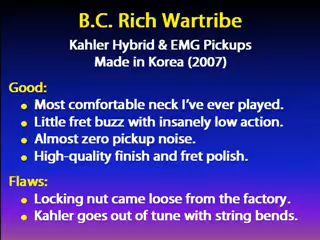 B.C. Rich Wartribe
Kahler Hybrid & EMG Pickups
Made in Korea (2007)
Good:
• Most comfortable neck I've ever played.
• Little fret buzz with insanely low action.
• Almost zero pickup noise.
• High-quality finish and fret polish.
Flaws:
• Locking nut came loose from the factory.
• Kahler goes out of tune with string bends.